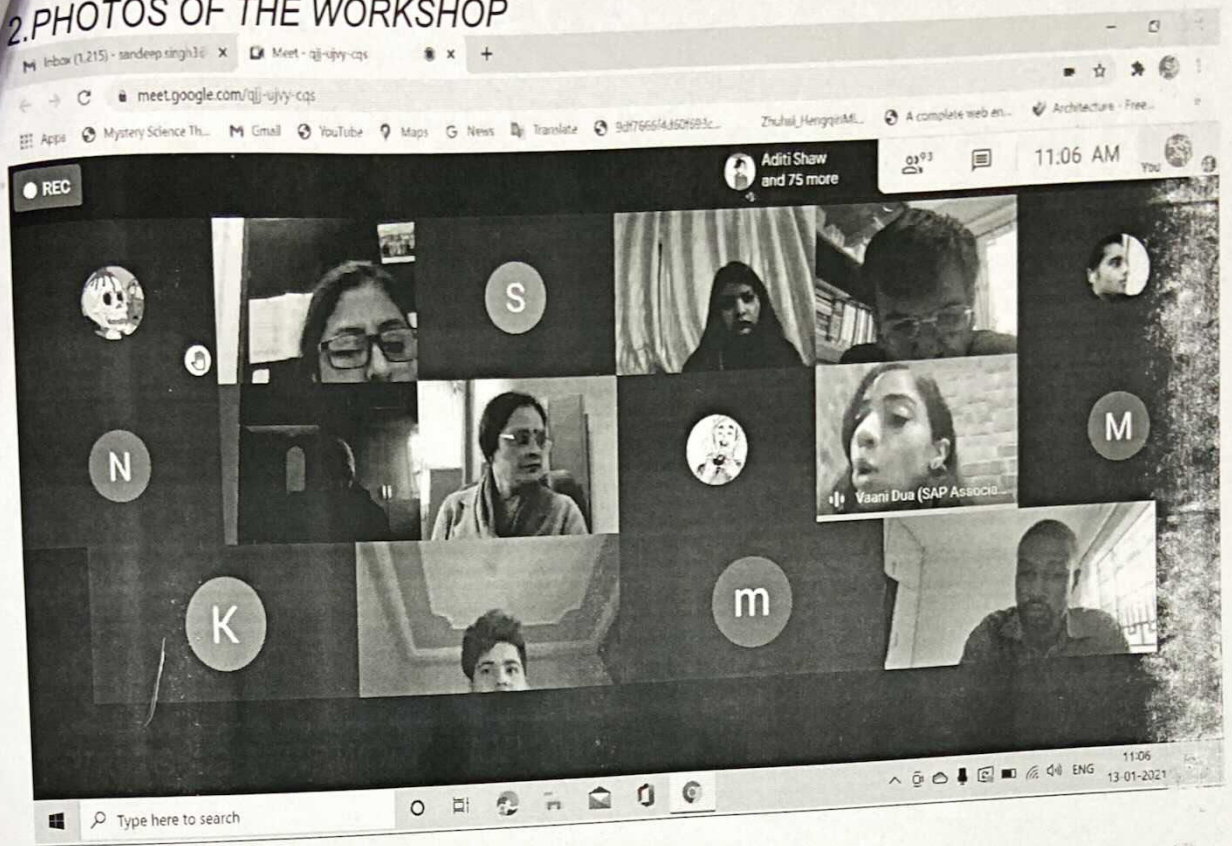 2.PHOTOS OF THE WORKSHOP
Inbox (1,215) - sandeep.singh3
Meet - qjj-ujvy-cqs
meet.google.com/qjj-ujvy-cqs
Apps Mystery Science Th... Gmail YouTube Maps News Translate Zhuhai_HengqinMi... A complete web en... Architecture - Free...
REC
Aditi Shaw
and 75 more
93
11:06 AM
You
S
N
M
Vaani Dua (SAP Associa...
K
m
Type here to search
ENG
11:06
13-01-2021